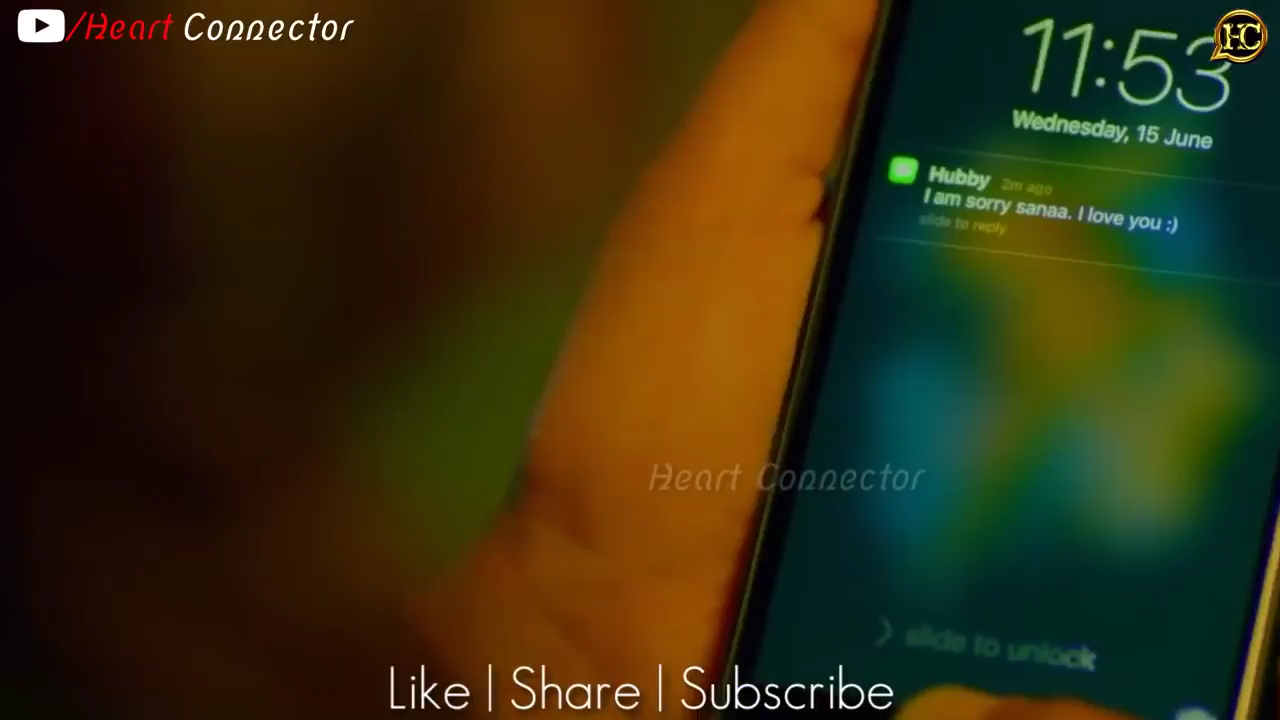 /Heart Connector
HC
11:53
Wednesday, 15 June
Hubby 2m ago
I am sorry sanaa. I love you :)
slide to reply
Heart Connector
> slide to unlock
Like | Share | Subscribe